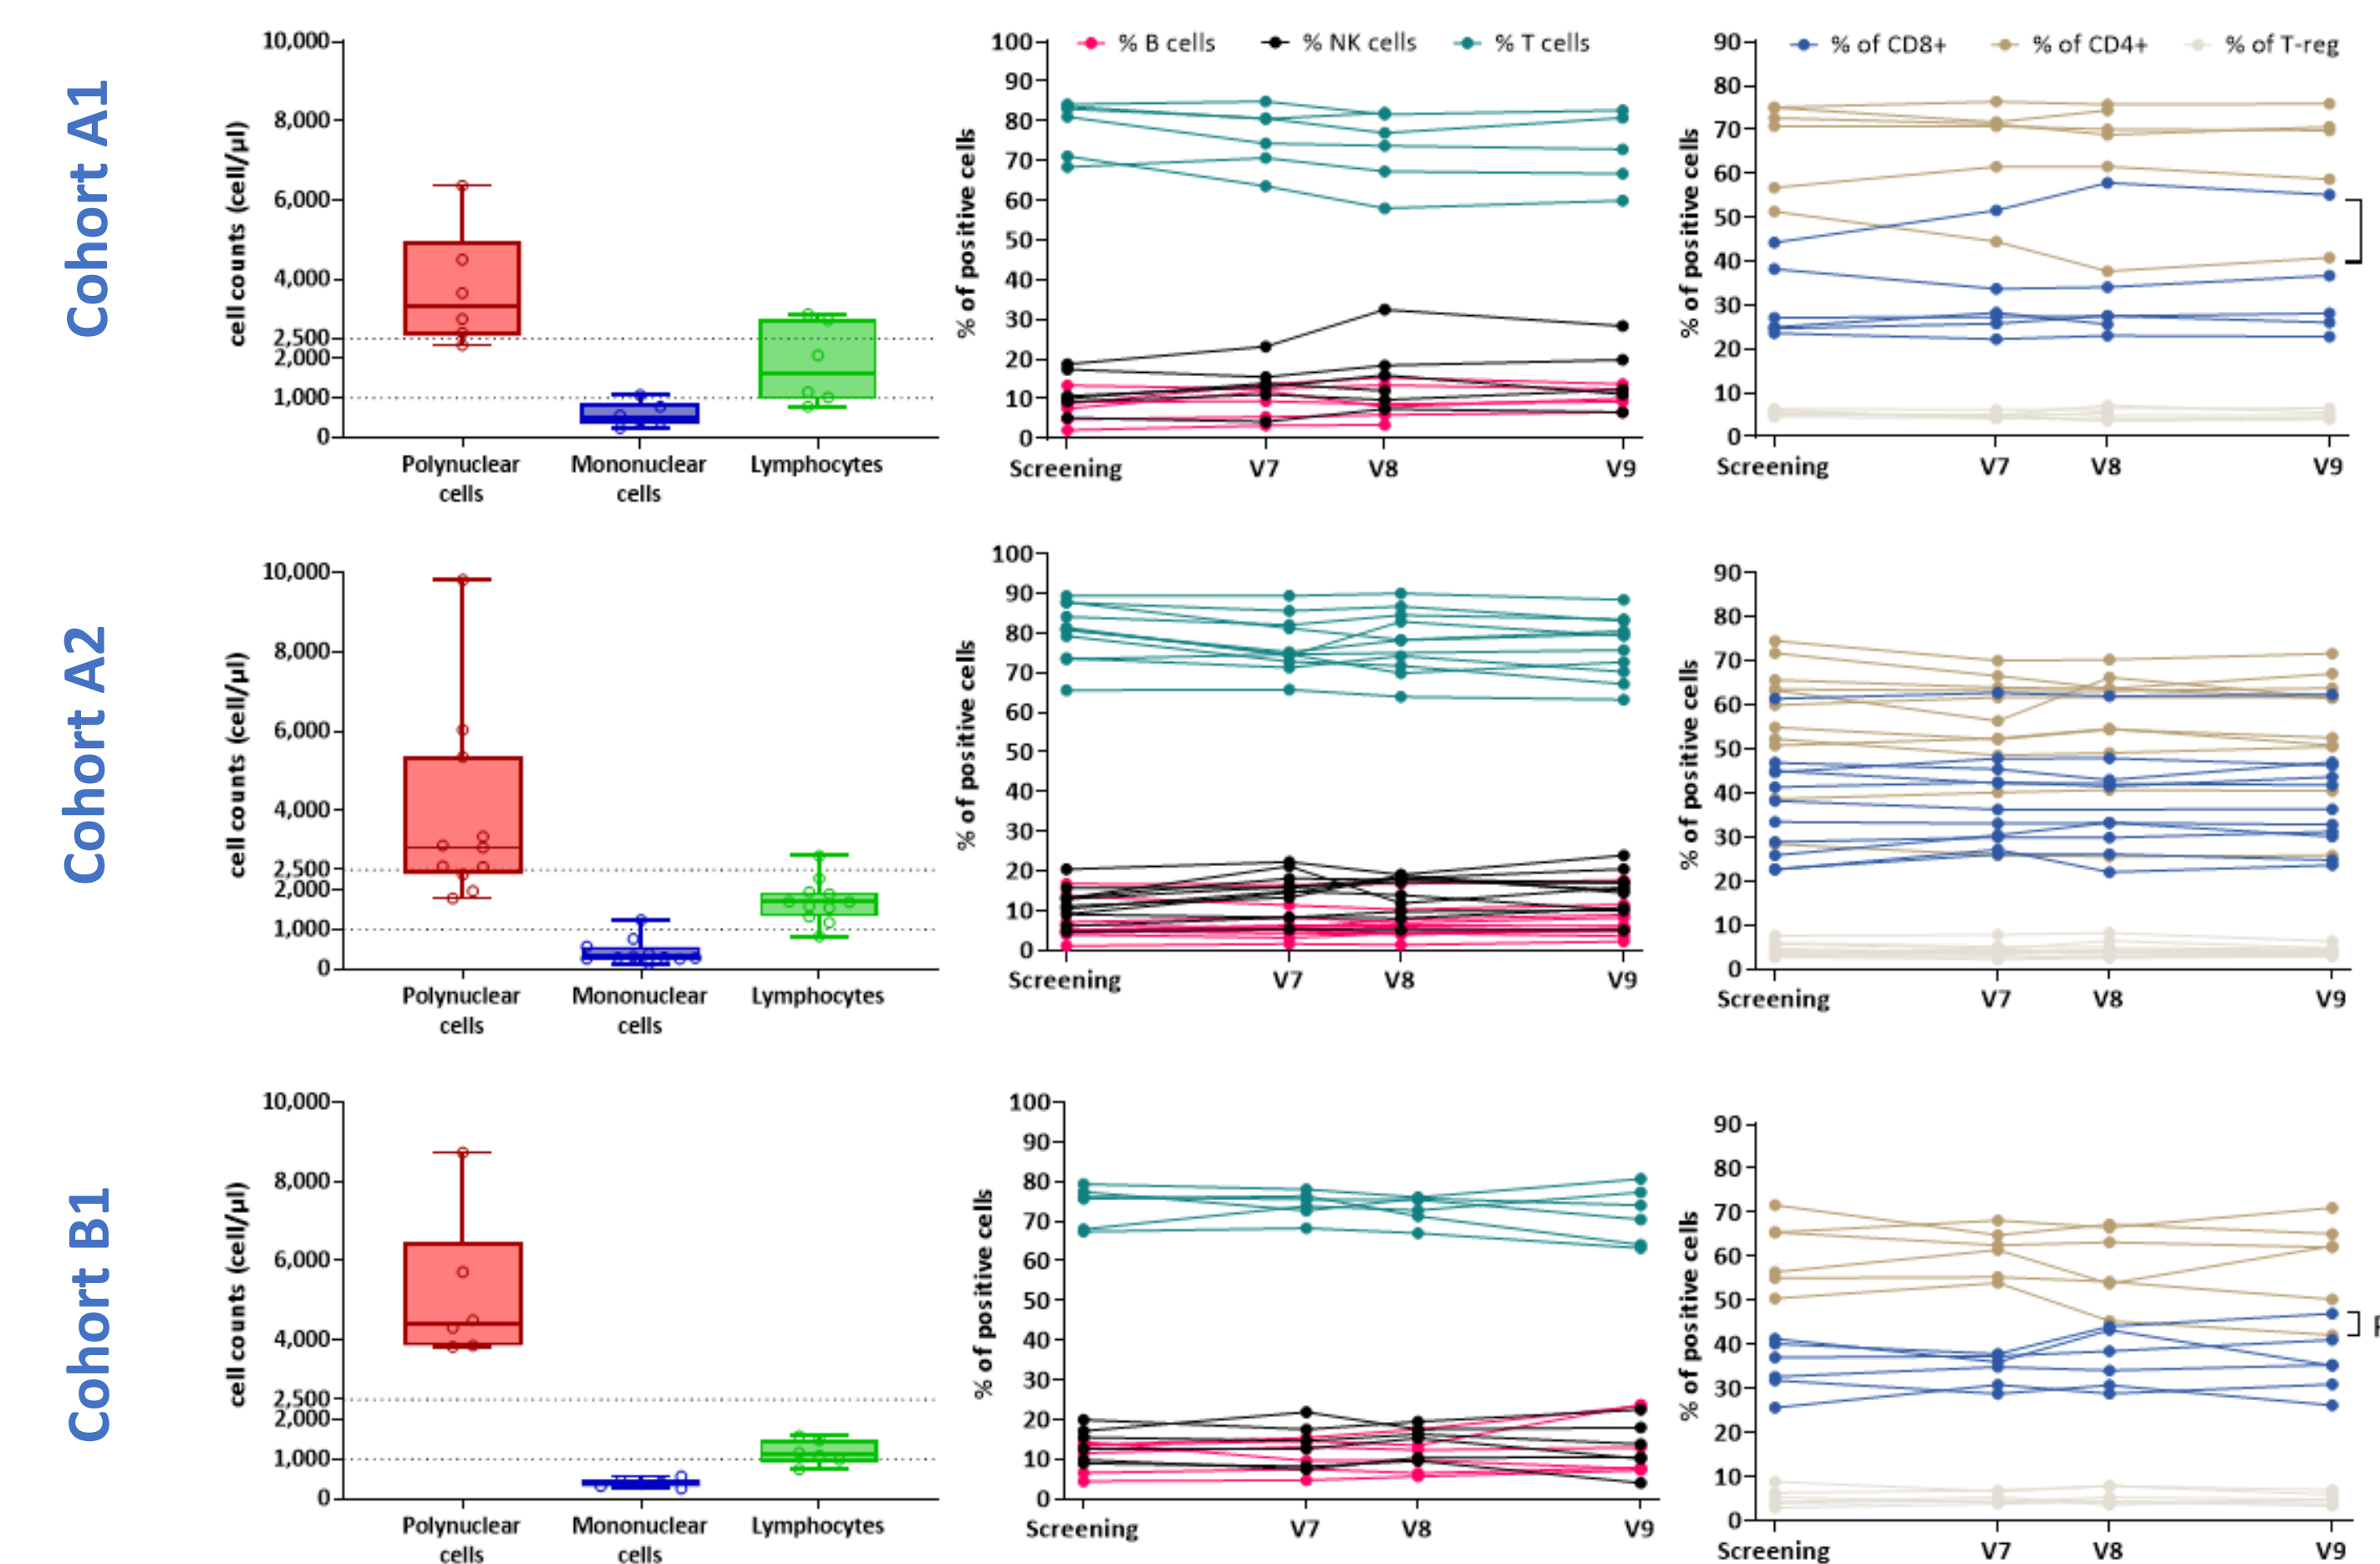 Cohort A1
cell counts (cell/µl)
10,000
8,000
6,000
4,000
2,500
2,000
1,000
0
Polynuclear cells
Mononuclear cells
Lymphocytes
% B cells
% NK cells
% T cells
% of positive cells
100
90
80
70
60
50
40
30
20
10
0
Screening
V7
V8
V9
% of CD8+
% of CD4+
% of T-reg
% of positive cells
90
80
70
60
50
40
30
20
10
0
Screening
V7
V8
V9
Cohort A2
cell counts (cell/µl)
10,000
8,000
6,000
4,000
2,500
2,000
1,000
0
Polynuclear cells
Mononuclear cells
Lymphocytes
% of positive cells
100
90
80
70
60
50
40
30
20
10
0
Screening
V7
V8
V9
% of positive cells
90
80
70
60
50
40
30
20
10
0
Screening
V7
V8
V9
Cohort B1
cell counts (cell/µl)
10,000
8,000
6,000
4,000
2,500
2,000
1,000
0
Polynuclear cells
Mononuclear cells
Lymphocytes
% of positive cells
100
90
80
70
60
50
40
30
20
10
0
Screening
V7
V8
V9
% of positive cells
90
80
70
60
50
40
30
20
10
0
Screening
V7
V8
V9